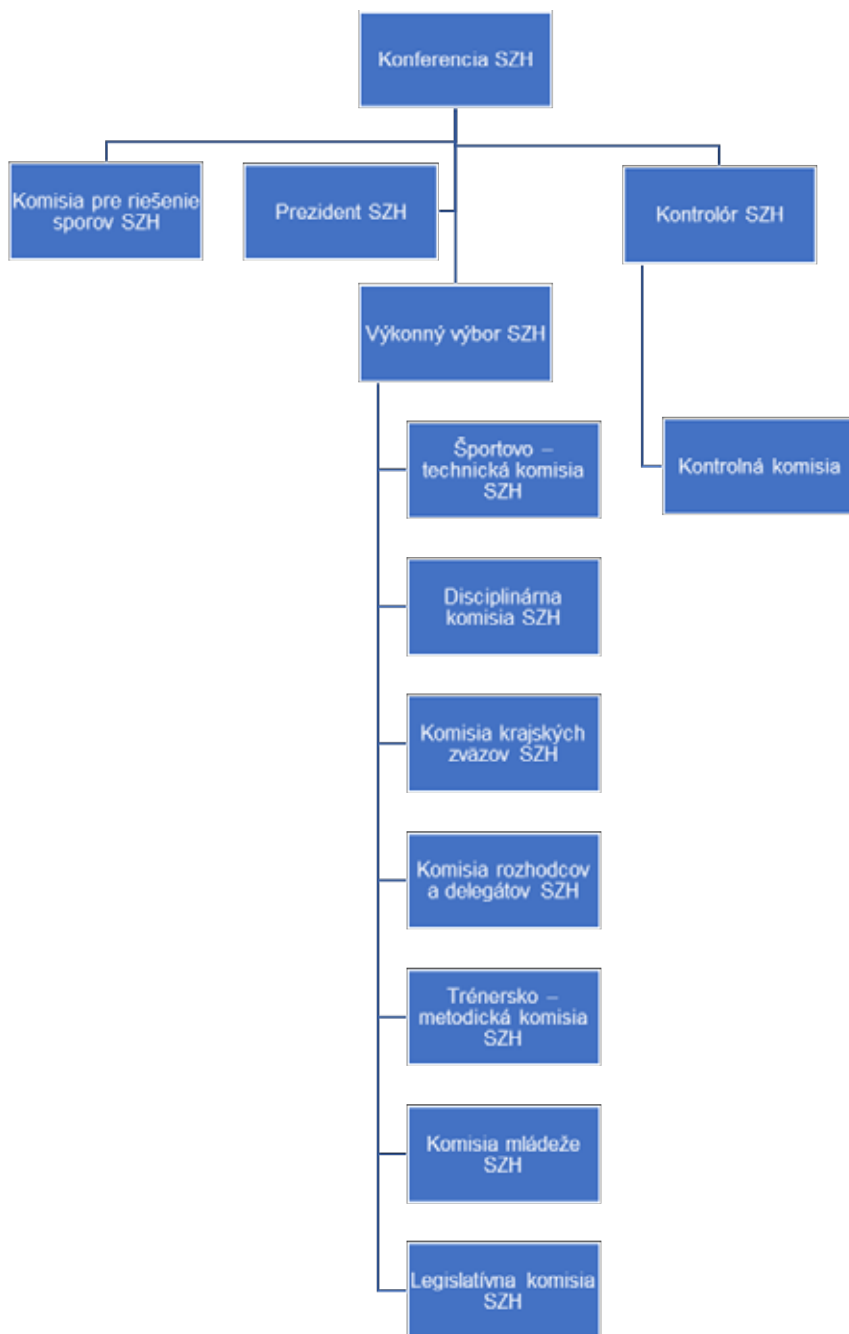 Konferencia SZH
Komisia pre riešenie
sporov SZH
Prezident SZH
Kontrolór SZH
Výkonný výbor SZH
Športovo –
technická komisia
SZH
Kontrolná komisia
Disciplinárna
komisia SZH
Komisia krajských
zväzov SZH
Komisia rozhodcov
a delegátov SZH
Trénersko –
metodická komisia
SZH
Komisia mládeže
SZH
Legislatívna komisia
SZH